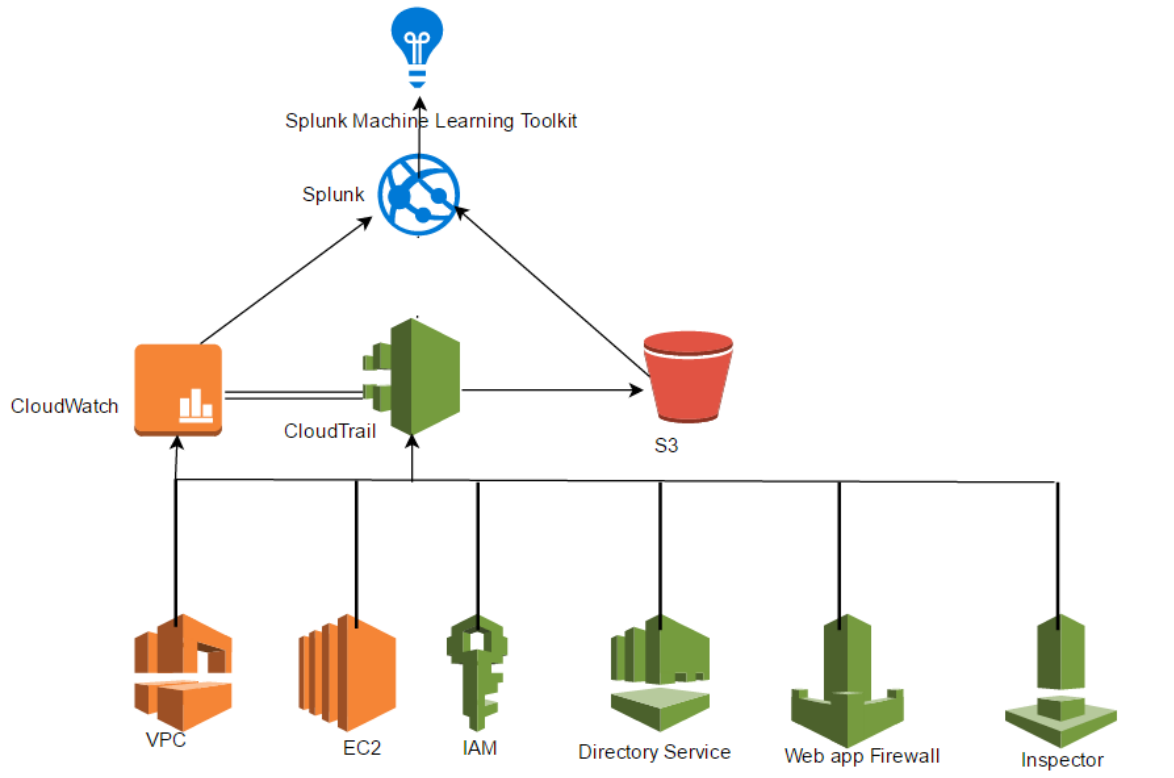 Splunk Machine Learning Toolkit
Splunk
CloudWatch
CloudTrail
S3
VPC
EC2
IAM
Directory Service
Web app Firewall
Inspector